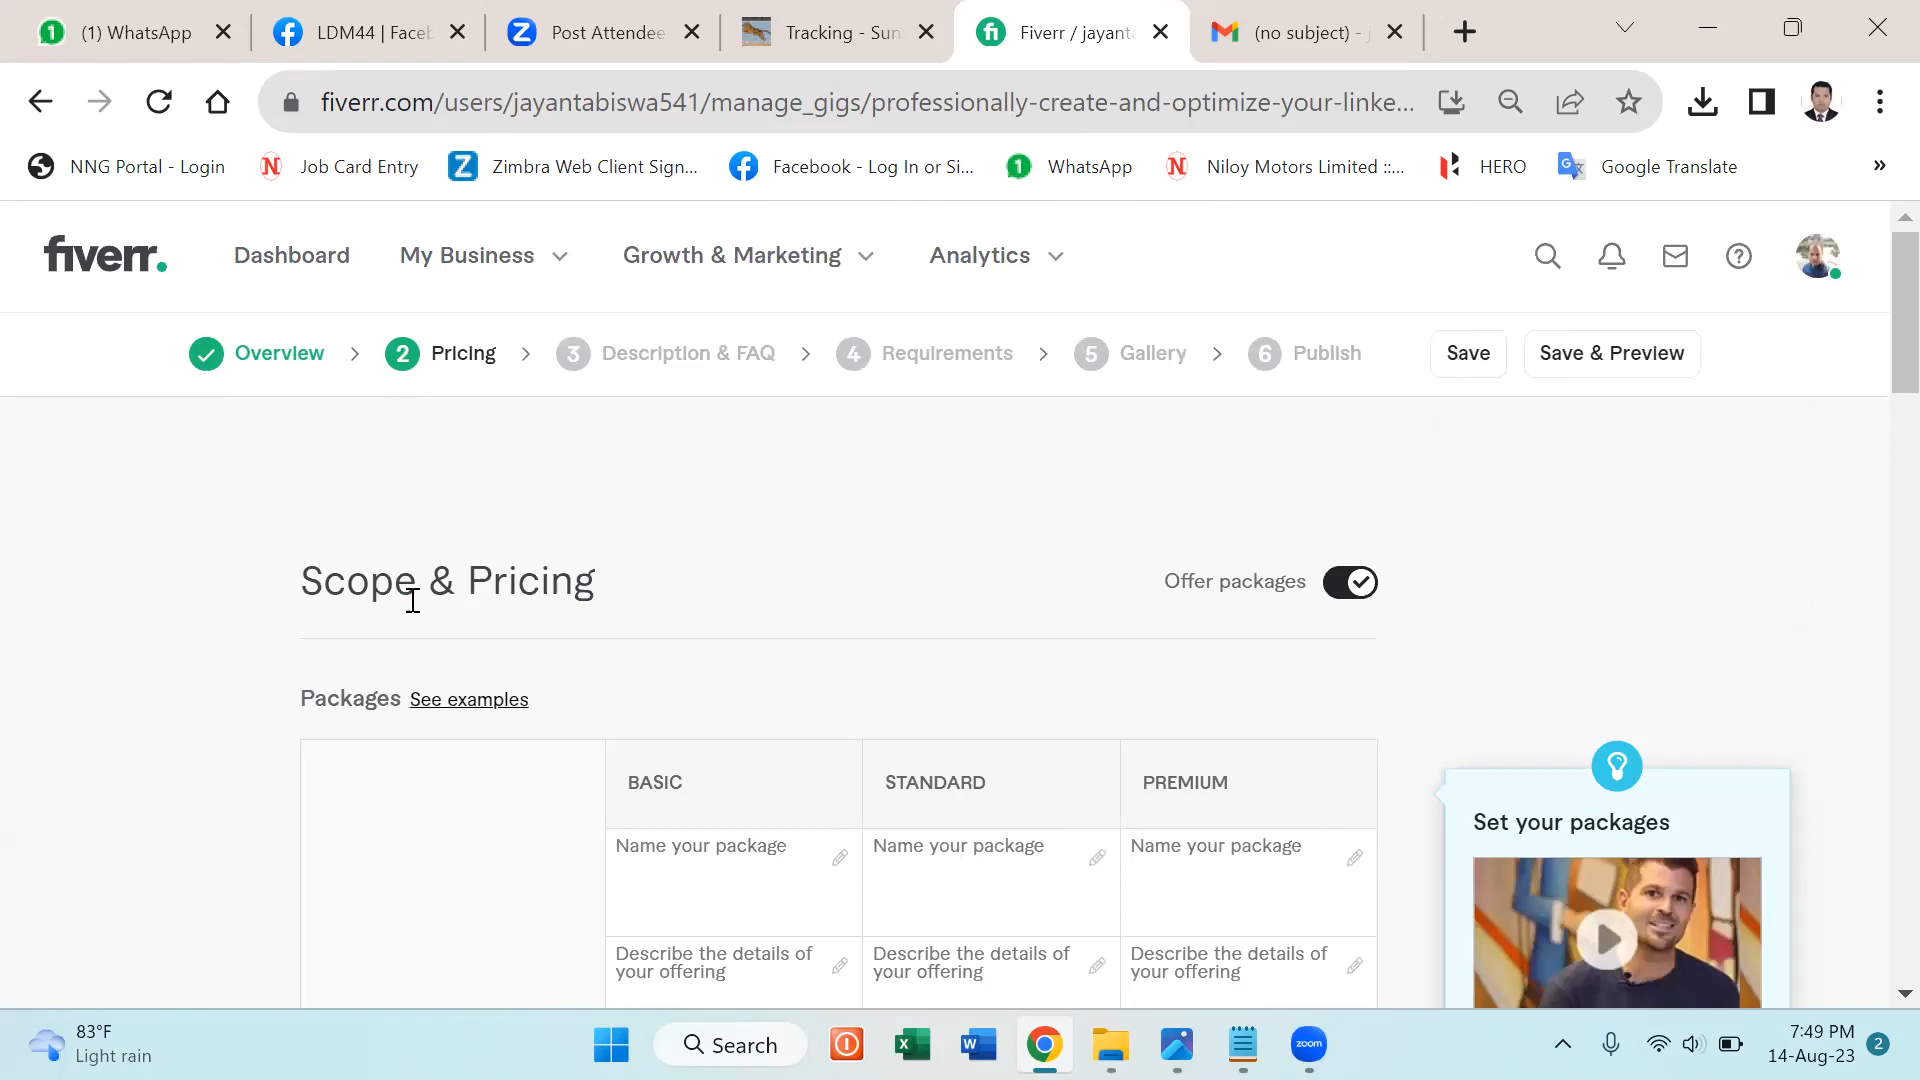 (1) WhatsApp
LDM44 | Faceb
Post Attendee
Tracking - Sun
Fiverr / jayanta
(no subject) - j
fiverr.com/users/jayantabiswa541/manage_gigs/professionally-create-and-optimize-your-linke...
NNG Portal - Login
Job Card Entry
Zimbra Web Client Sign...
Facebook - Log In or Si...
WhatsApp
Niloy Motors Limited ::...
HERO
Google Translate
»
fiverr.
Dashboard
My Business
Growth & Marketing
Analytics
Overview
2 Pricing
3 Description & FAQ
4 Requirements
5 Gallery
6 Publish
Save
Save & Preview
Scope & Pricing
Offer packages
Packages See examples
BASIC
STANDARD
PREMIUM
Name your package
Name your package
Name your package
Describe the details of
your offering
Describe the details of
your offering
Describe the details of
your offering
Set your packages
83°F
Light rain
Search
zoom
7:49 PM
14-Aug-23
2